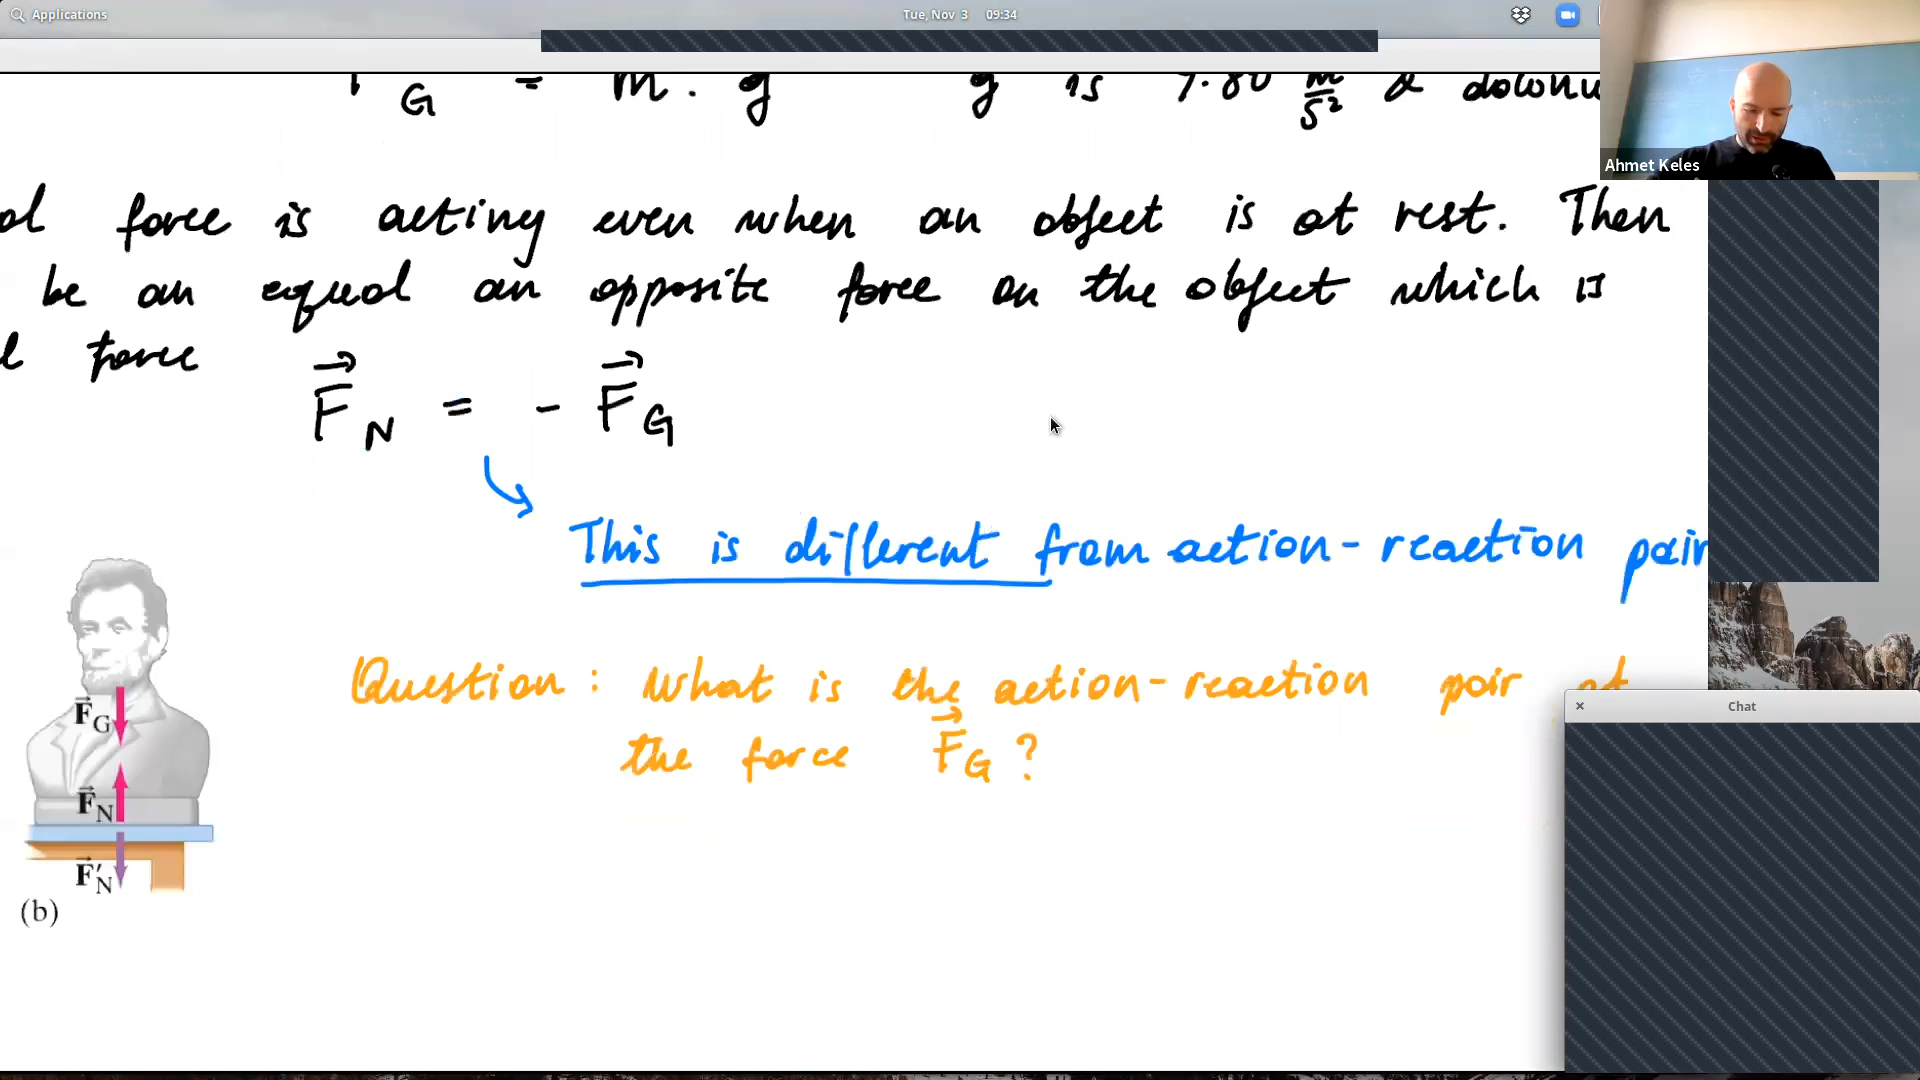 Applications
Tue, Nov 3 09:34
G = m . g g is 9.80 m/s² &
Ahmet Keles
force is acting even when an object is at rest. Then
be an equal an opposite force on the object which is
force
F⃗N = - F⃗G
This is different from action-reaction pair
Question : What is the action-reaction pair of
the force F⃗G ?
Chat
F⃗G
F⃗N
F⃗′N
(b)